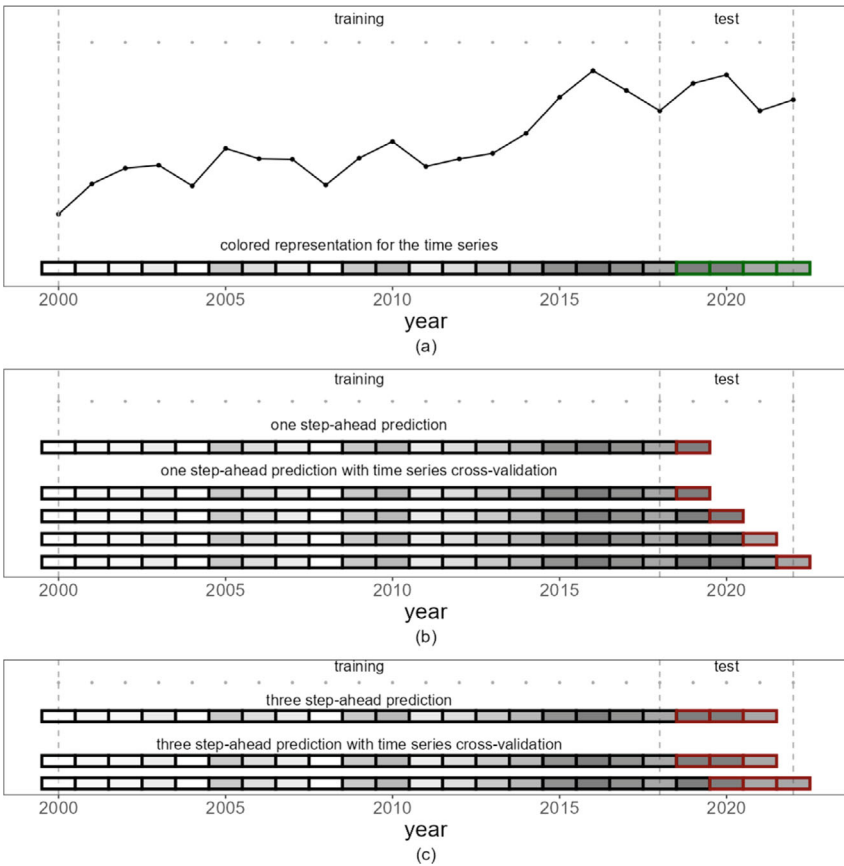 training test
colored representation for the time series
2000 2005 2010 2015 2020
year
(a)
training test
one step-ahead prediction
one step-ahead prediction with time series cross-validation
2000 2005 2010 2015 2020
year
(b)
training test
three step-ahead prediction
three step-ahead prediction with time series cross-validation
2000 2005 2010 2015 2020
year
(c)